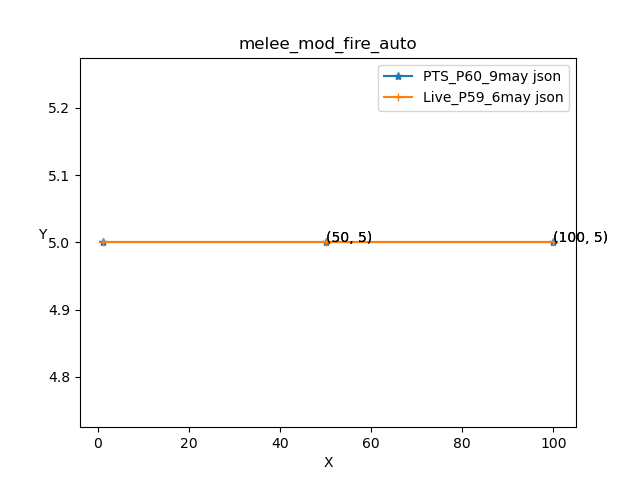 melee_mod_fire_auto
PTS_P60_9may json
Live_P59_6may json
5.2
5.1
Y
5.0
(50, 5)
(100, 5)
4.9
4.8
0
20
40
60
80
100
X